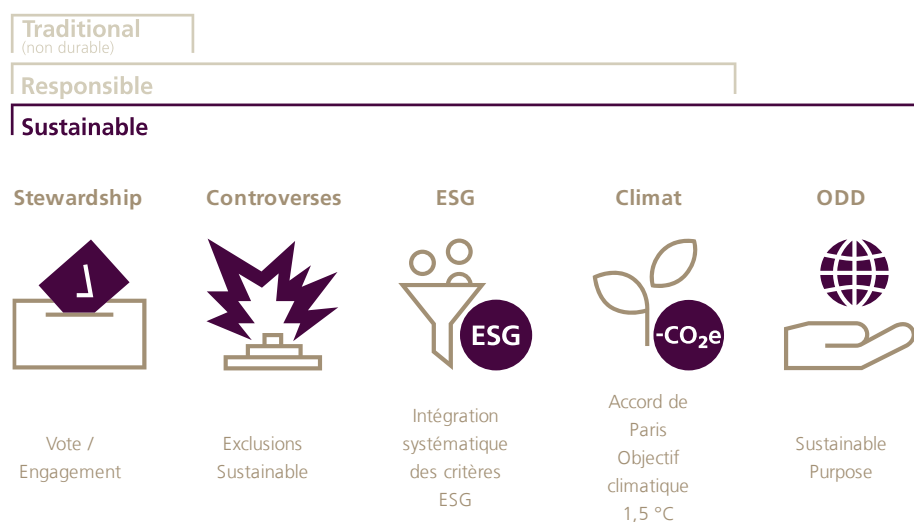 Traditional
(non durable)
Responsible
Sustainable
Stewardship
Controverses
ESG
Climat
ODD
ESG
-CO₂e
Vote /
Engagement
Exclusions
Sustainable
Intégration
systématique
des critères
ESG
Accord de
Paris
Objectif
climatique
1,5 °C
Sustainable
Purpose